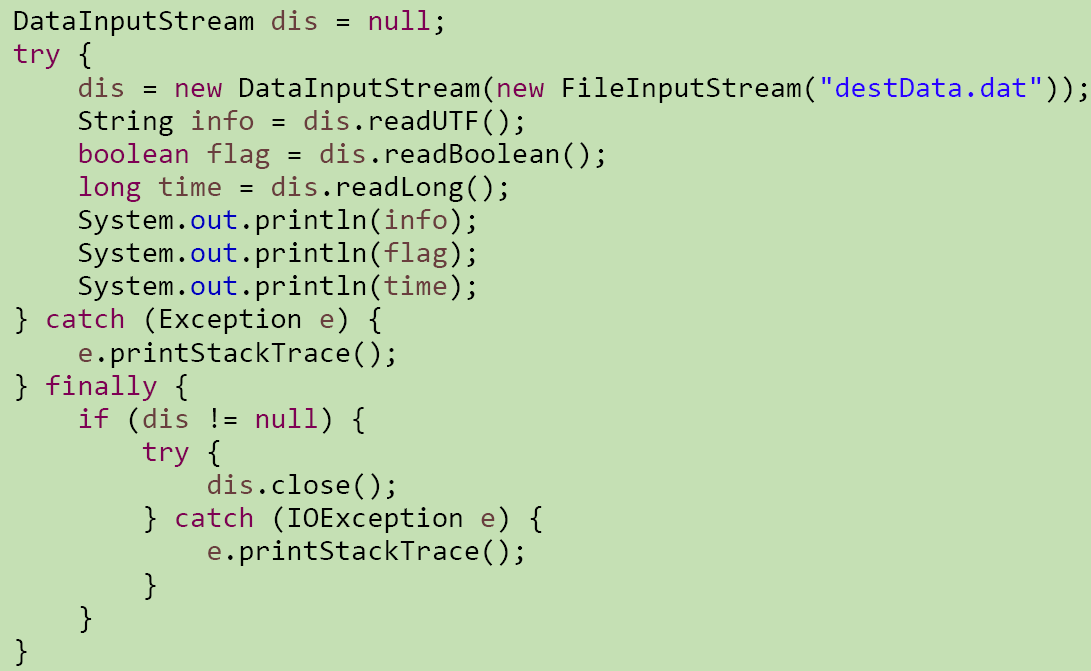 DataInputStream dis = null;
try {
    dis = new DataInputStream(new FileInputStream("destData.dat"));
    String info = dis.readUTF();
    boolean flag = dis.readBoolean();
    long time = dis.readLong();
    System.out.println(info);
    System.out.println(flag);
    System.out.println(time);
} catch (Exception e) {
    e.printStackTrace();
} finally {
    if (dis != null) {
        try {
            dis.close();
        } catch (IOException e) {
            e.printStackTrace();
        }
    }
}